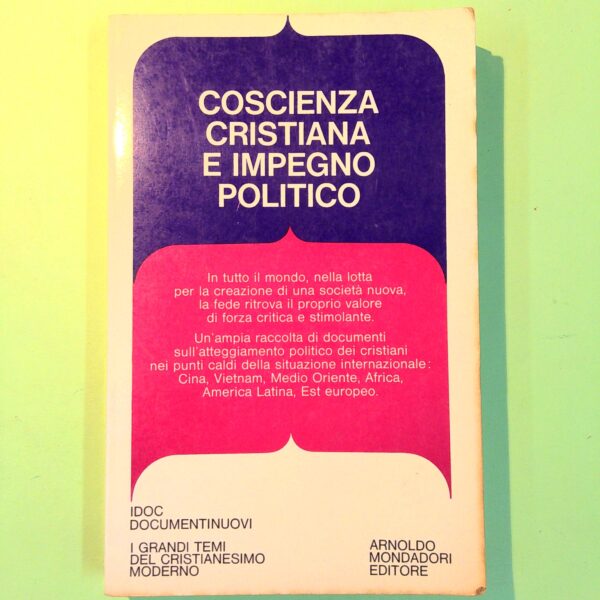 COSCIENZA
CRISTIANA
E IMPEGNO
POLITICO
In tutto il mondo, nella lotta
per la creazione di una società nuova,
la fede ritrova il proprio valore
di forza critica e stimolante.
Un'ampia raccolta di documenti
sull'atteggiamento politico dei cristiani
nei punti caldi della situazione internazionale:
Cina, Vietnam, Medio Oriente, Africa,
America Latina, Est europeo.
IDOC
DOCUMENTINUOVI
I GRANDI TEMI
DEL CRISTIANESIMO
MODERNO
ARNOLDO
MONDADORI
EDITORE